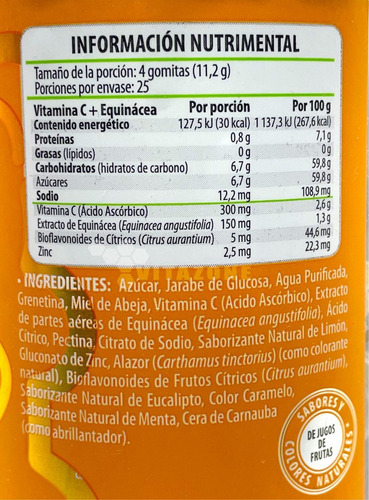 INFORMACIÓN NUTRIMENTAL
Tamaño de la porción: 4 gomitas (11,2 g)
Porciones por envase: 25
Vitamina C + Equinácea Por porción Por 100 g
Contenido energético 127,5 kJ (30 kcal) 1 137,3 kJ (267,6 kcal)
Proteínas 0,8 g 7,1 g
Grasas (lípidos) 0 g 0 g
Carbohidratos (hidratos de carbono) 6,7 g 59,8 g
Azúcares 6,7 g 59,8 g
Sodio 12,2 mg 108,9 mg
Vitamina C (Ácido Ascórbico) 300 mg 2,6 g
Extracto de Equinácea (Equinacea angustifolia) 150 mg 1,3 g
Bioflavonoides de Cítricos (Citrus aurantium) 5 mg 44,6 mg
Zinc 2,5 mg 22,3 mg
VITAZONE
• INGREDIENTES: Azúcar, Jarabe de Glucosa, Agua Purificada,
Grenetina, Miel de Abeja, Vitamina C (Acido Ascórbico), Extracto
de partes aéreas de Equinácea (Equinacea angustifolia), Ácido
Cítrico, Pectina, Citrato de Sodio, Saborizante Natural de Limón,
Gluconato de Zinc, Alazor (Carthamus tinctorius) (como colorante
natural), Bioflavonoides de Frutos Cítricos (Citrus aurantium),
Saborizante Natural de Eucalipto, Color Caramelo,
Saborizante Natural de Menta, Cera de Carnauba
(como abrillantador).
SABORES Y
DE JUGOS
DE
FRUTAS
COLORES NATURALES